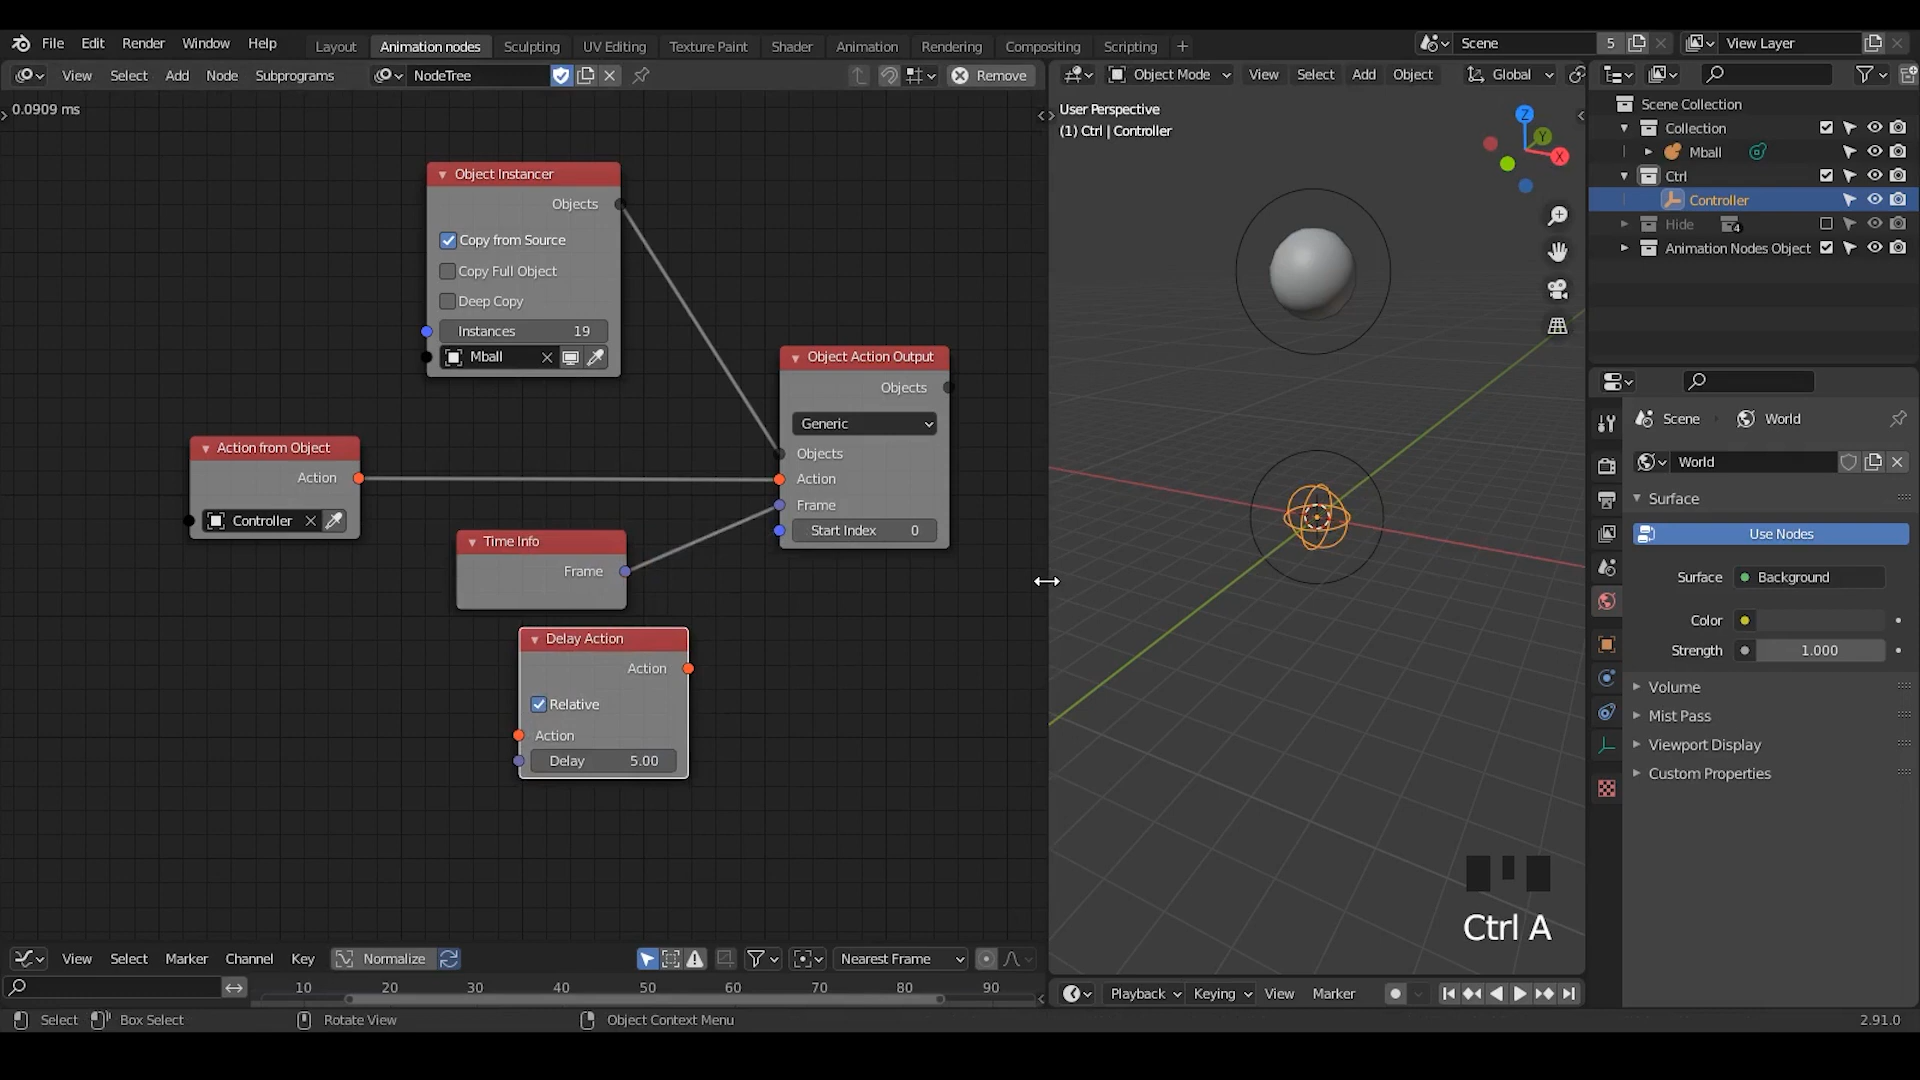 File Edit Render Window Help Layout Animation nodes Sculpting UV Editing Texture Paint Shader Animation Rendering Compositing Scripting + Scene 5 View Layer
View Select Add Node Subprograms NodeTree Remove
Object Mode View Select Add Object Global
0.0909 ms
Object Instancer
Objects
Copy from Source
Copy Full Object
Deep Copy
Instances 19
Mball
Action from Object
Action
Controller
Time Info
Frame
Delay Action
Action
Relative
Action
Delay 5.00
Object Action Output
Objects
Generic
Objects
Action
Frame
Start Index 0
User Perspective
(1) Ctrl | Controller
Z
Y
X
Ctrl A
Scene Collection
Collection
Mball
Ctrl
Controller
Hide 4
Animation Nodes Object
Scene World
World
Surface
Use Nodes
Surface Background
Color
Strength 1.000
Volume
Mist Pass
Viewport Display
Custom Properties
View Select Marker Channel Key Normalize Nearest Frame
10 20 30 40 50 60 70 80 90
Playback Keying View Marker
Select Box Select Rotate View Object Context Menu 2.91.0